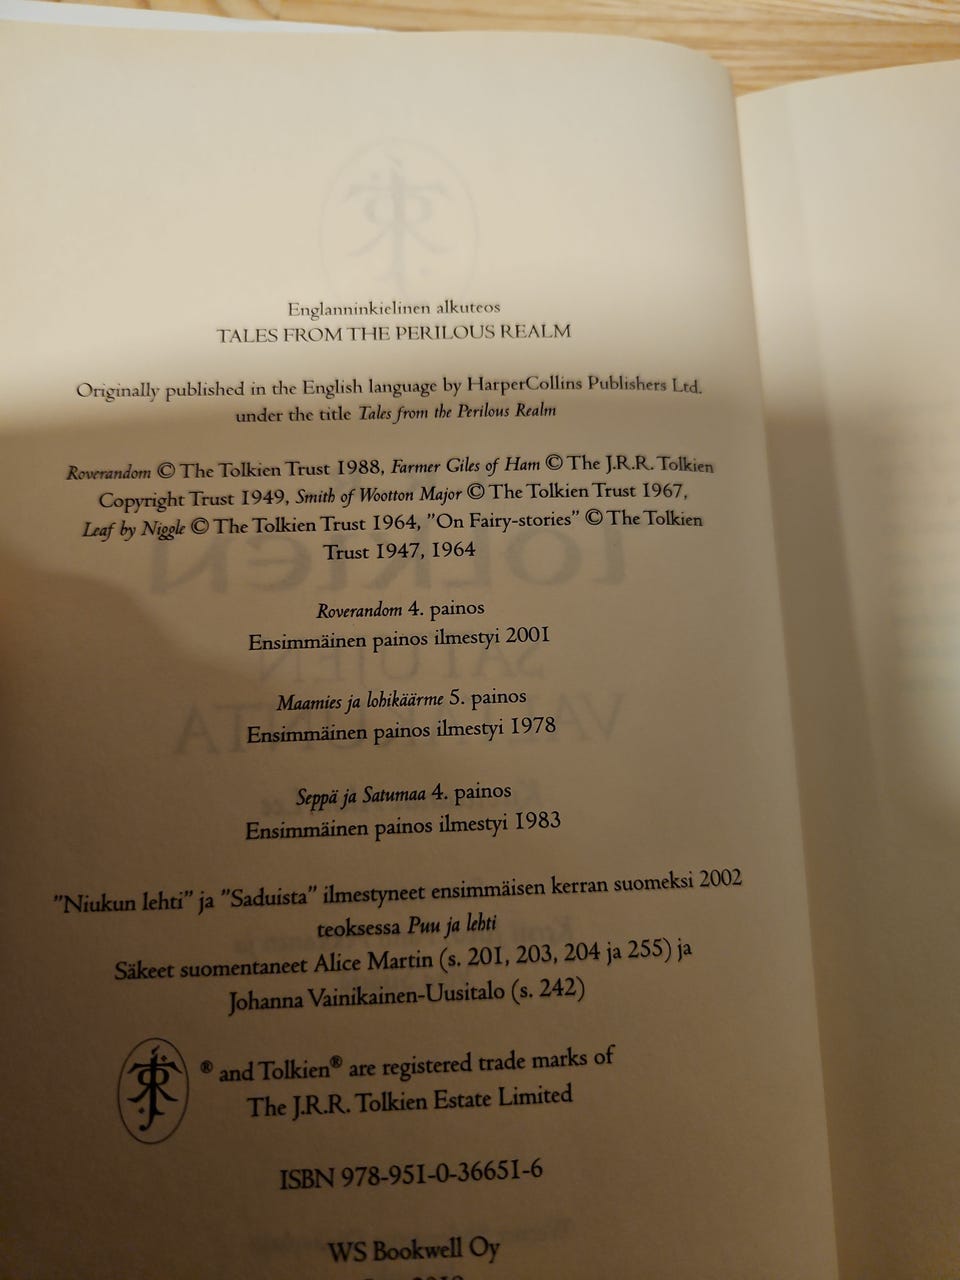 Englanninkielinen alkuteos
TALES FROM THE PERILOUS REALM
Originally published in the English language by HarperCollins Publishers Ltd.
under the title Tales from the Perilous Realm
Roverandom © The Tolkien Trust 1988, Farmer Giles of Ham © The J.R.R. Tolkien
Copyright Trust 1949, Smith of Wootton Major © The Tolkien Trust 1967,
Leaf by Niggle © The Tolkien Trust 1964, ”On Fairy-stories” © The Tolkien
Trust 1947, 1964
Roverandom 4. painos
Ensimmäinen painos ilmestyi 2001
Maamies ja lohikäärme 5. painos
Ensimmäinen painos ilmestyi 1978
Seppä ja Satumaa 4. painos
Ensimmäinen painos ilmestyi 1983
”Niukun lehti” ja ”Saduista” ilmestyneet ensimmäisen kerran suomeksi 2002
teoksessa Puu ja lehti
Säkeet suomentaneet Alice Martin (s. 201, 203, 204 ja 255) ja
Johanna Vainikainen-Uusitalo (s. 242)
® and Tolkien® are registered trade marks of
The J.R.R. Tolkien Estate Limited
ISBN 978-951-0-36651-6
WS Bookwell Oy